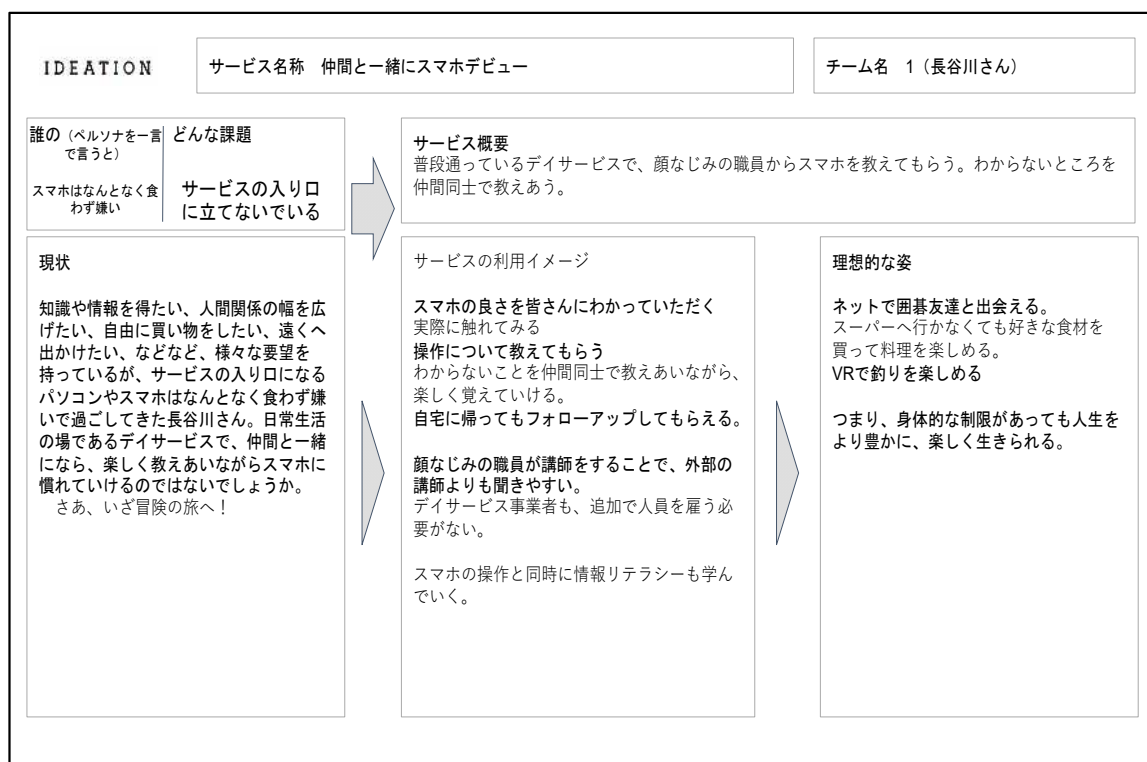 IDEATION
サービス名称　仲間と一緒にスマホデビュー
チーム名　1（長谷川さん）
誰の（ペルソナを一言
で言うと）
スマホはなんとなく食
わず嫌い
どんな課題
サービスの入り口
に立てないでいる
サービス概要
普段通っているデイサービスで、顔なじみの職員からスマホを教えてもらう。わからないところを
仲間同士で教えあう。
現状
知識や情報を得たい、人間関係の幅を広
げたい、自由に買い物をしたい、遠くへ
出かけたい、などなど、様々な要望を
持っているが、サービスの入り口になる
パソコンやスマホはなんとなく食わず嫌
いで過ごしてきた長谷川さん。日常生活
の場であるデイサービスで、仲間と一緒
になら、楽しく教えあいながらスマホに
慣れていけるのではないでしょうか。
さあ、いざ冒険の旅へ！
サービスの利用イメージ
スマホの良さを皆さんにわかっていただく
実際に触れてみる
操作について教えてもらう
わからないことを仲間同士で教えあいながら、
楽しく覚えていける。
自宅に帰ってもフォローアップしてもらえる。
顔なじみの職員が講師をすることで、外部の
講師よりも聞きやすい。
デイサービス事業者も、追加で人員を雇う必
要がない。
スマホの操作と同時に情報リテラシーも学ん
でいく。
理想的な姿
ネットで囲碁友達と出会える。
スーパーへ行かなくても好きな食材を
買って料理を楽しめる。
VRで釣りを楽しめる
つまり、身体的な制限があっても人生を
より豊かに、楽しく生きられる。